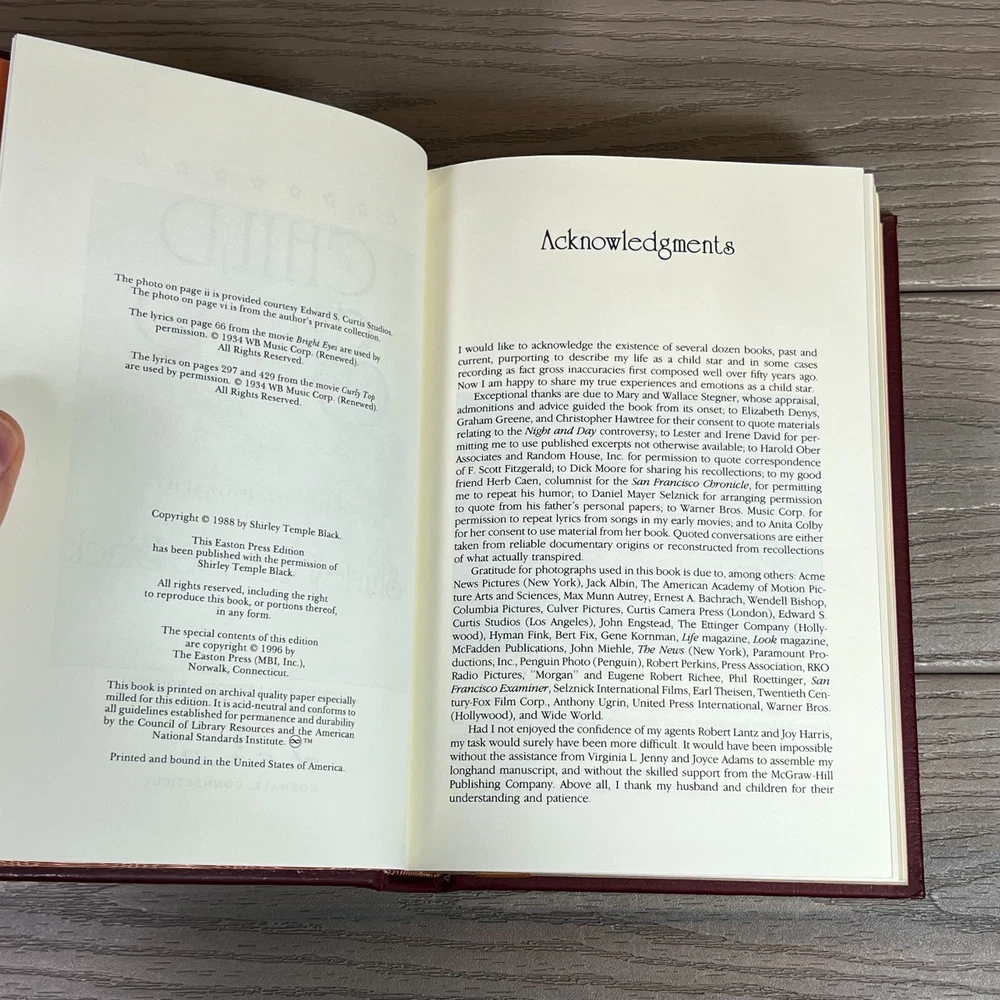 The photo on page ii is provided courtesy Edward S. Curtis Studios.
The photo on page vi is from the author's private collection.
The lyrics on page 66 from the movie Bright Eyes are used by
permission. © 1934 WB Music Corp. (Renewed).
All Rights Reserved.
The lyrics on pages 297 and 429 from the movie Curly Top
are used by permission. © 1934 WB Music Corp. (Renewed).
All Rights Reserved.
Copyright © 1988 by Shirley Temple Black.
This Easton Press Edition
has been published with the permission of
Shirley Temple Black.
All rights reserved, including the right
to reproduce this book, or portions thereof,
in any form.
The special contents of this edition
are copyright © 1996 by
The Easton Press (MBI, Inc.),
Norwalk, Connecticut.
This book is printed on archival quality paper especially
milled for this edition. It is acid-neutral and conforms to
all guidelines established for permanence and durability
by the Council of Library Resources and the American
National Standards Institute. ♾™
Printed and bound in the United States of America.
Acknowledgments
I would like to acknowledge the existence of several dozen books, past and
current, purporting to describe my life as a child star and in some cases
recording as fact gross inaccuracies first composed well over fifty years ago.
Now I am happy to share my true experiences and emotions as a child star.
Exceptional thanks are due to Mary and Wallace Stegner, whose appraisal,
admonitions and advice guided the book from its onset; to Elizabeth Denys,
Graham Greene, and Christopher Hawtree for their consent to quote materials
relating to the Night and Day controversy; to Lester and Irene David for per-
mitting me to use published excerpts not otherwise available; to Harold Ober
Associates and Random House, Inc. for permission to quote correspondence
of F. Scott Fitzgerald; to Dick Moore for sharing his recollections; to my good
friend Herb Caen, columnist for the San Francisco Chronicle, for permitting
me to repeat his humor; to Daniel Mayer Selznick for arranging permission
to quote from his father's personal papers; to Warner Bros. Music Corp. for
permission to repeat lyrics from songs in my early movies; and to Anita Colby
for her consent to use material from her book. Quoted conversations are either
taken from reliable documentary origins or reconstructed from recollections
of what actually transpired.
Gratitude for photographs used in this book is due to, among others: Acme
News Pictures (New York), Jack Albin, The American Academy of Motion Pic-
ture Arts and Sciences, Max Munn Autrey, Ernest A. Bachrach, Wendell Bishop,
Columbia Pictures, Culver Pictures, Curtis Camera Press (London), Edward S.
Curtis Studios (Los Angeles), John Engstead, The Ettinger Company (Holly-
wood), Hyman Fink, Bert Fix, Gene Kornman, Life magazine, Look magazine,
McFadden Publications, John Miehle, The News (New York), Paramount Pro-
ductions, Inc., Penguin Photo (Penguin), Robert Perkins, Press Association, RKO
Radio Pictures, "Morgan" and Eugene Robert Richee, Phil Roettinger, San
Francisco Examiner, Selznick International Films, Earl Theisen, Twentieth Cen-
tury-Fox Film Corp., Anthony Ugrin, United Press International, Warner Bros.
(Hollywood), and Wide World.
Had I not enjoyed the confidence of my agents Robert Lantz and Joy Harris,
my task would surely have been more difficult. It would have been impossible
without the assistance from Virginia L. Jenny and Joyce Adams to assemble my
longhand manuscript, and without the skilled support from the McGraw-Hill
Publishing Company. Above all, I thank my husband and children for their
understanding and patience.